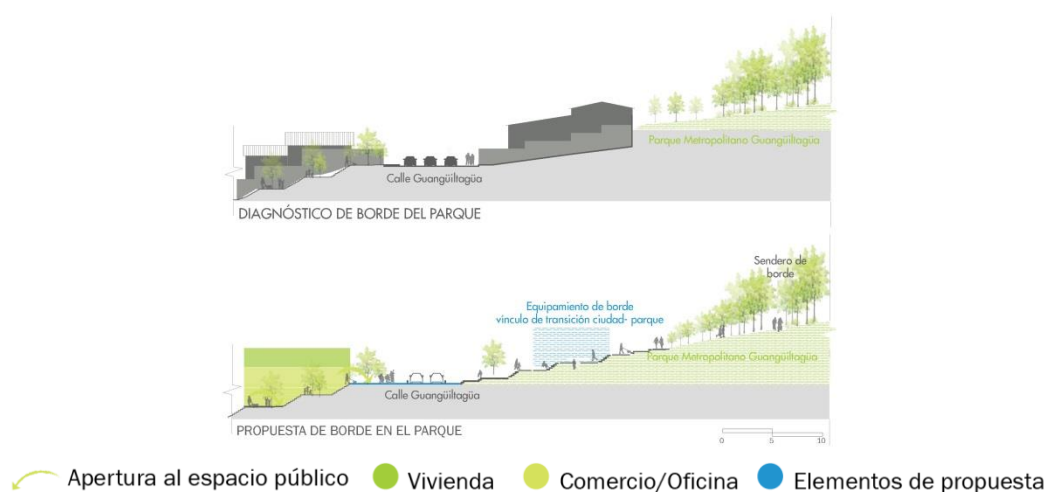 Parque Metropolitano Guangüiltagüa
Calle Guangüiltagüa
DIAGNÓSTICO DE BORDE DEL PARQUE
Sendero de
borde
Equipamiento de borde
vinculo de transición ciudad- parque
Parque Metropolitano Guangüiltagüa
Calle Guangüiltagüa
PROPUESTA DE BORDE EN EL PARQUE
0 5 10
Apertura al espacio público Vivienda Comercio/Oficina Elementos de propuesta